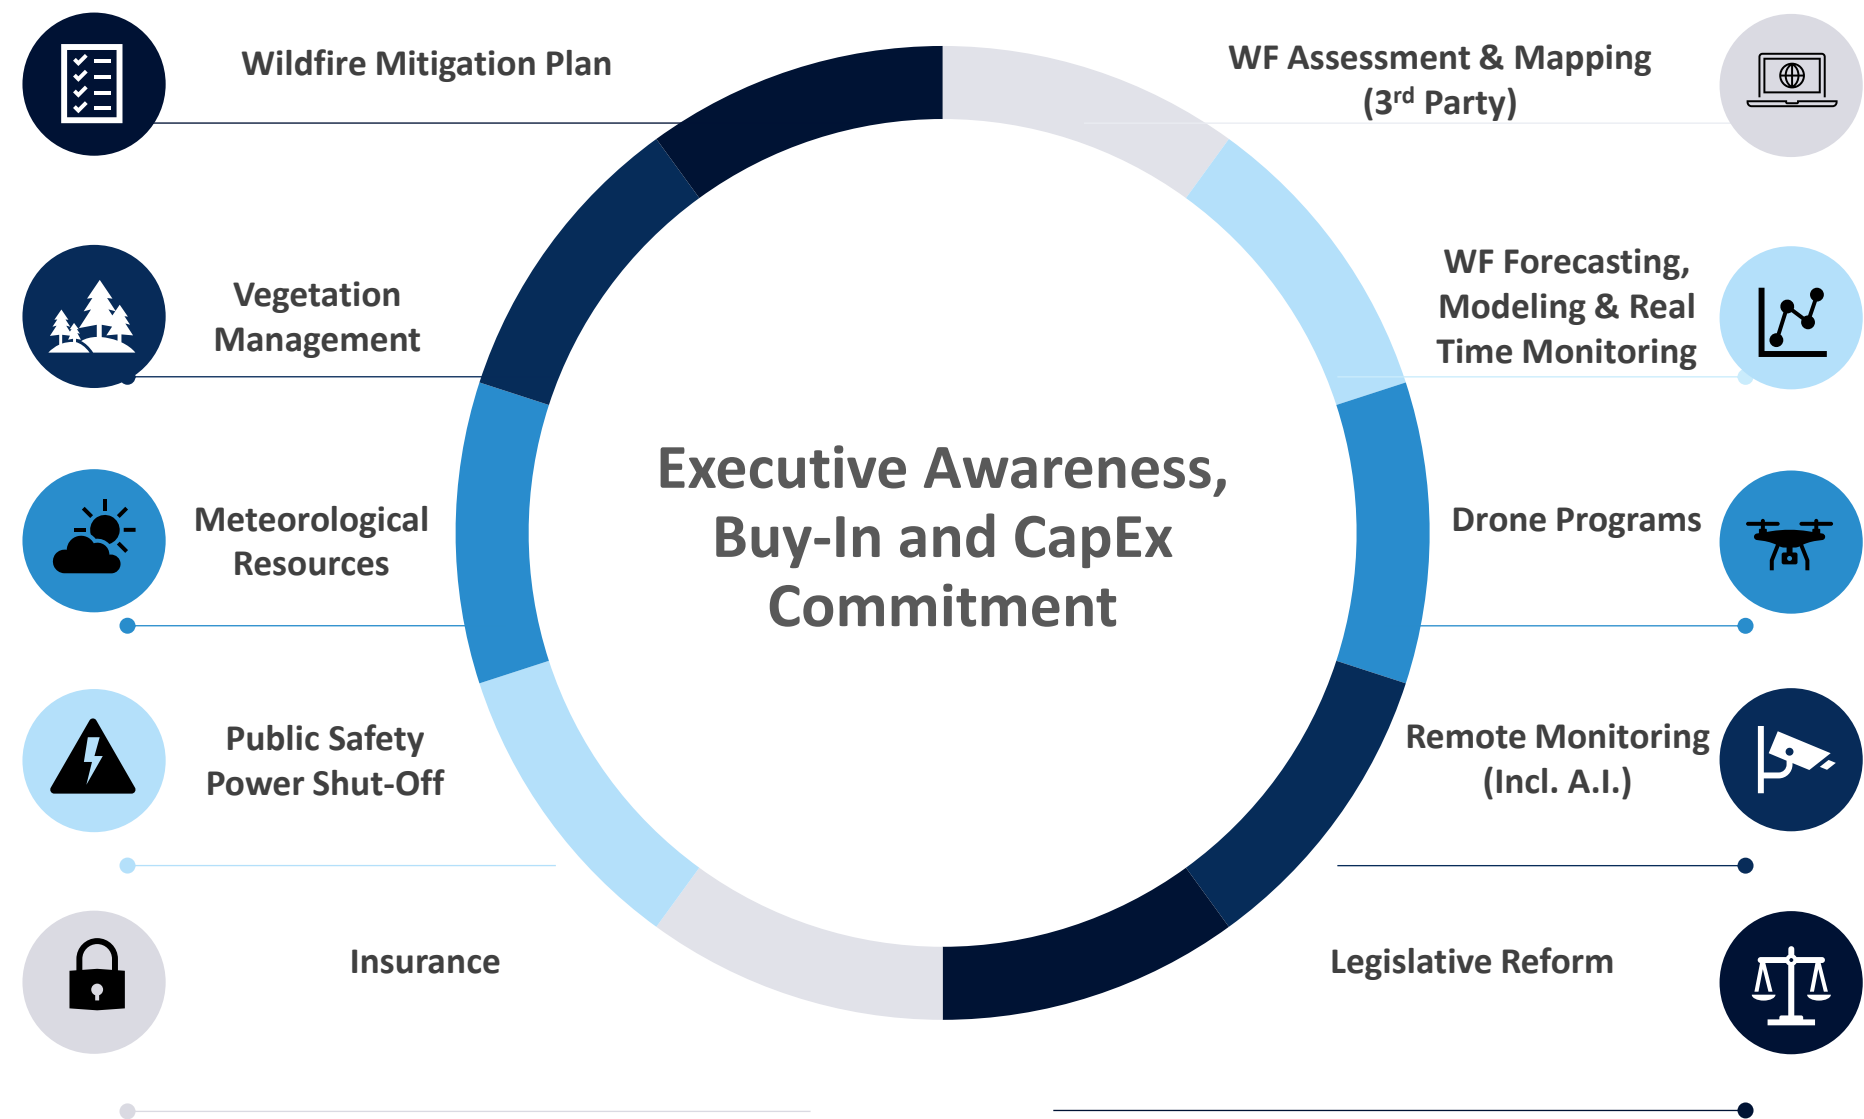 Wildfire Mitigation Plan
Vegetation
Management
Meteorological
Resources
Public Safety
Power Shut-Off
Insurance
Executive Awareness,
Buy-In and CapEx
Commitment
WF Assessment & Mapping
(3rd Party)
WF Forecasting,
Modeling & Real
Time Monitoring
Drone Programs
Remote Monitoring
(Incl. A.I.)
Legislative Reform